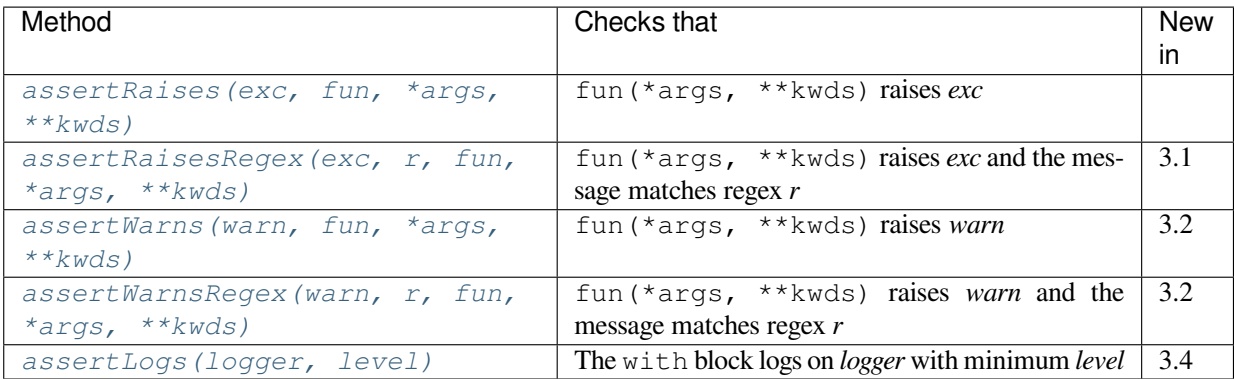 Method Checks that New
in
assertRaises(exc, fun, *args, fun(*args, **kwds) raises exc
**kwds)
assertRaisesRegex(exc, r, fun, fun(*args, **kwds) raises exc and the mes- 3.1
*args, **kwds) sage matches regex r
assertWarns(warn, fun, *args, fun(*args, **kwds) raises warn 3.2
**kwds)
assertWarnsRegex(warn, r, fun, fun(*args, **kwds) raises warn and the 3.2
*args, **kwds) message matches regex r
assertLogs(logger, level) The with block logs on logger with minimum level 3.4